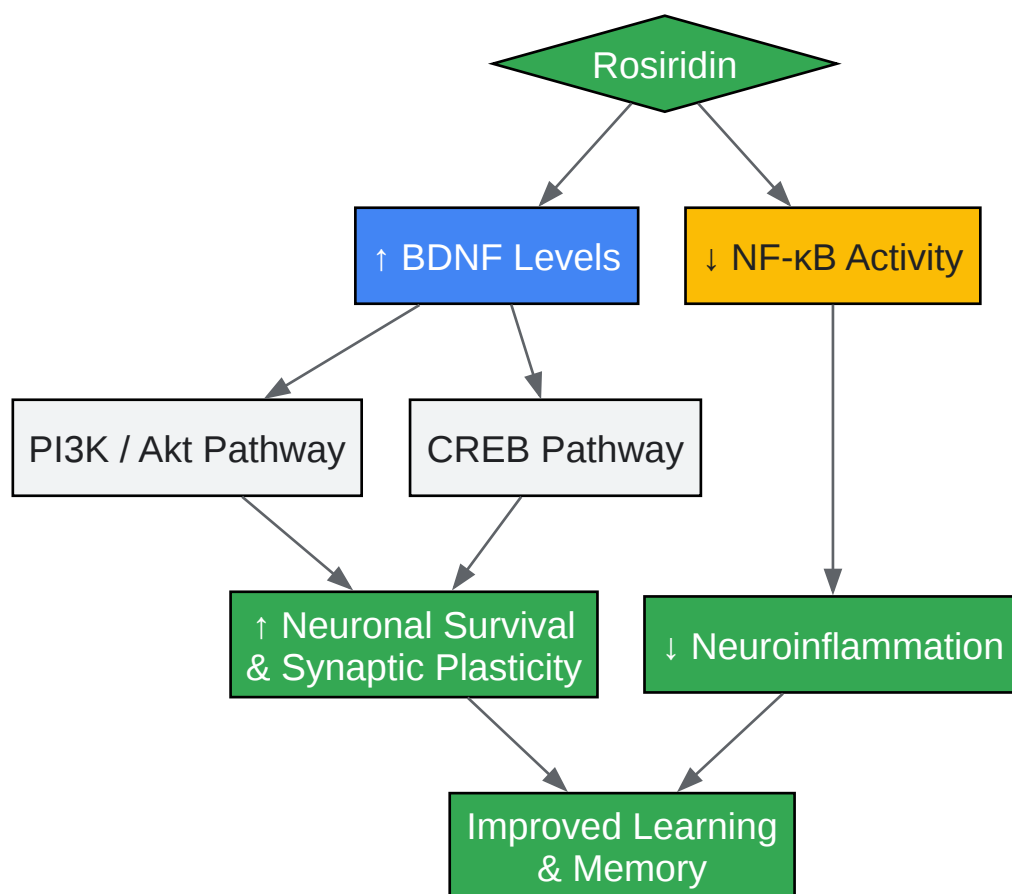 Rosiridin
↑ BDNF Levels
↓ NF-κB Activity
PI3K / Akt Pathway
CREB Pathway
↑ Neuronal Survival
& Synaptic Plasticity
↓ Neuroinflammation
Improved Learning
& Memory